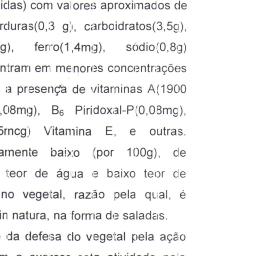 idas) com valores aproximados de
rduras(0,3 g), carboidratos(3,5g),
g), ferro(1,4mg), sódio(0,8g)
ntram em menores concentrações
a presença de vitaminas A(1900
,08mg), B₆ Piridoxal-P(0,08mg),
5rncg) Vitamina E, e outras.
amente baixo (por 100g), de
teor de água e baixo teor de
no vegetal, razão pela qual, é
in natura, na forma de saladas.
da defesa do vegetal pela ação